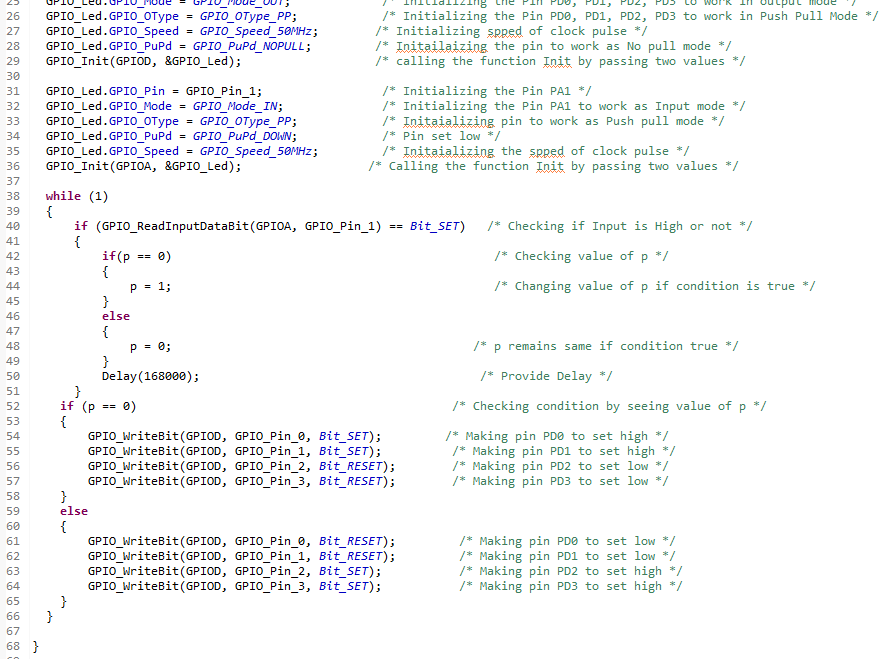 25 GPIO_Led.GPIO_Mode = GPIO_Mode_OUT; /* Initializing the Pin PD0, PD1, PD2, PD3 to work in output mode */
26 GPIO_Led.GPIO_OType = GPIO_OType_PP; /* Initializing the Pin PD0, PD1, PD2, PD3 to work in Push Pull Mode */
27 GPIO_Led.GPIO_Speed = GPIO_Speed_50MHz; /* Initializing spped of clock pulse */
28 GPIO_Led.GPIO_PuPd = GPIO_PuPd_NOPULL; /* Initailaizing the pin to work as No pull mode */
29 GPIO_Init(GPIOD, &GPIO_Led); /* calling the function Init by passing two values */
30
31 GPIO_Led.GPIO_Pin = GPIO_Pin_1; /* Initializing the Pin PA1 */
32 GPIO_Led.GPIO_Mode = GPIO_Mode_IN; /* Initializing the Pin PA1 to work as Input mode */
33 GPIO_Led.GPIO_OType = GPIO_OType_PP; /* Initaializing pin to work as Push pull mode */
34 GPIO_Led.GPIO_PuPd = GPIO_PuPd_DOWN; /* Pin set low */
35 GPIO_Led.GPIO_Speed = GPIO_Speed_50MHz; /* Initaializing the spped of clock pulse */
36 GPIO_Init(GPIOA, &GPIO_Led); /* Calling the function Init by passing two values */
37
38 while (1)
39 {
40 if (GPIO_ReadInputDataBit(GPIOA, GPIO_Pin_1) == Bit_SET) /* Checking if Input is High or not */
41 {
42 if(p == 0) /* Checking value of p */
43 {
44 p = 1; /* Changing value of p if condition is true */
45 }
46 else
47 {
48 p = 0; /* p remains same if condition true */
49 }
50 Delay(168000); /* Provide Delay */
51 }
52 if (p == 0) /* Checking condition by seeing value of p */
53 {
54 GPIO_WriteBit(GPIOD, GPIO_Pin_0, Bit_SET); /* Making pin PD0 to set high */
55 GPIO_WriteBit(GPIOD, GPIO_Pin_1, Bit_SET); /* Making pin PD1 to set high */
56 GPIO_WriteBit(GPIOD, GPIO_Pin_2, Bit_RESET); /* Making pin PD2 to set low */
57 GPIO_WriteBit(GPIOD, GPIO_Pin_3, Bit_RESET); /* Making pin PD3 to set low */
58 }
59 else
60 {
61 GPIO_WriteBit(GPIOD, GPIO_Pin_0, Bit_RESET); /* Making pin PD0 to set low */
62 GPIO_WriteBit(GPIOD, GPIO_Pin_1, Bit_RESET); /* Making pin PD1 to set low */
63 GPIO_WriteBit(GPIOD, GPIO_Pin_2, Bit_SET); /* Making pin PD2 to set high */
64 GPIO_WriteBit(GPIOD, GPIO_Pin_3, Bit_SET); /* Making pin PD3 to set high */
65 }
66 }
67
68 }